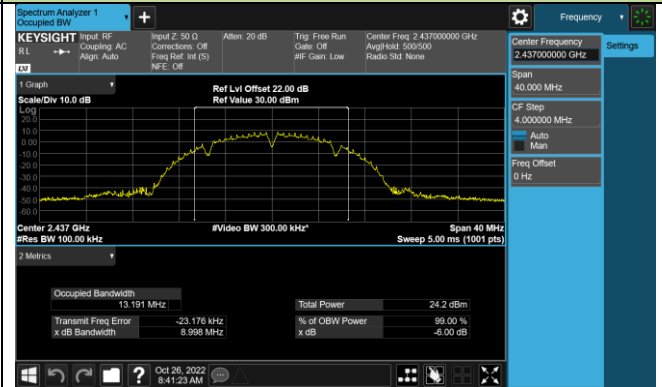 Spectrum Analyzer 1
Occupied BW
+
Frequency
KEYSIGHT
R L
LXI
Input: RF
Coupling: AC
Align: Auto
Input Z: 50 Ω
Corrections: Off
Freq Ref: Int (S)
NFE: Off
Atten: 20 dB
Trig: Free Run
Gate: Off
#IF Gain: Low
Center Freq: 2.437000000 GHz
Avg|Hold: 500/500
Radio Std: None
Center Frequency
2.437000000 GHz
Settings
Span
40.000 MHz
CF Step
4.000000 MHz
Auto
Man
Freq Offset
0 Hz
1 Graph
Scale/Div 10.0 dB
Ref Lvl Offset 22.00 dB
Ref Value 30.00 dBm
Log
20.0
10.0
0.00
-10.0
-20.0
-30.0
-40.0
-50.0
-60.0
Center 2.437 GHz
#Video BW 300.00 kHz*
Span 40 MHz
#Res BW 100.00 kHz
Sweep 5.00 ms (1001 pts)
2 Metrics
Occupied Bandwidth
13.191 MHz
Total Power 24.2 dBm
Transmit Freq Error -23.176 kHz
% of OBW Power 99.00 %
x dB Bandwidth 8.998 MHz
x dB -6.00 dB
?
Oct 26, 2022
8:41:23 AM